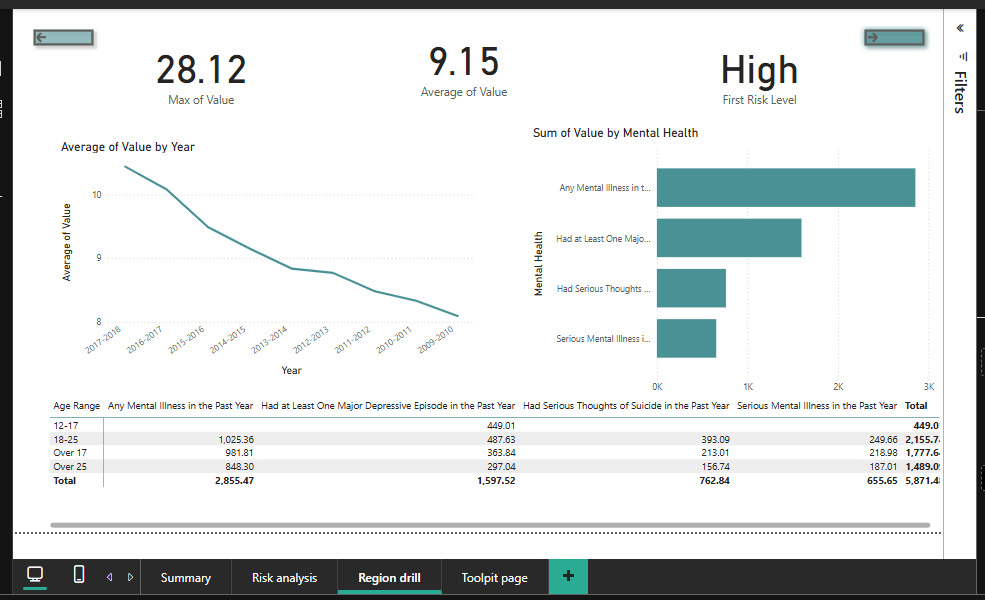 28.12
Max of Value
9.15
Average of Value
High
First Risk Level
Filters
Average of Value by Year
Average of Value
10
9
8
2017-2018
2016-2017
2015-2016
2014-2015
2013-2014
2012-2013
2011-2012
2010-2011
2009-2010
Year
Sum of Value by Mental Health
Mental Health
Any Mental Illness in t...
Had at Least One Majo...
Had Serious Thoughts ...
Serious Mental Illness i...
0K 1K 2K 3K
Age Range Any Mental Illness in the Past Year Had at Least One Major Depressive Episode in the Past Year Had Serious Thoughts of Suicide in the Past Year Serious Mental Illness in the Past Year Total
12-17 449.01 449.0
18-25 1,025.36 487.63 393.09 249.66 2,155.7
Over 17 981.81 363.84 213.01 218.98 1,777.6
Over 25 848.30 297.04 156.74 187.01 1,489.0
Total 2,855.47 1,597.52 762.84 655.65 5,871.4
Summary
Risk analysis
Region drill
Toolpit page
+